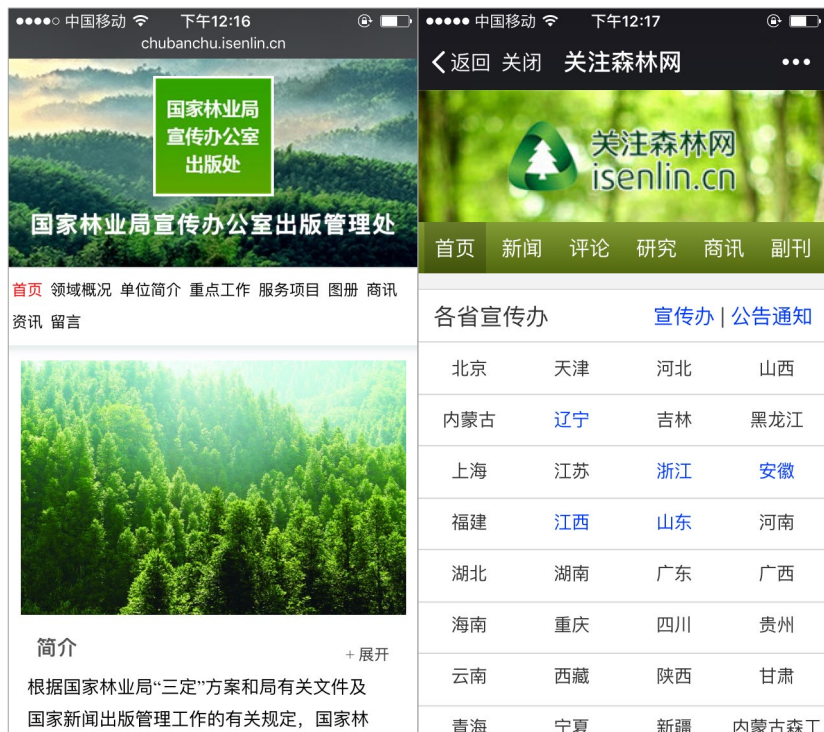 中国移动 下午12:16
chubanchu.isenlin.cn
国家林业局
宣传办公室
出版处
国家林业局宣传办公室出版管理处
首页 领域概况 单位简介 重点工作 服务项目 图册 商讯
资讯 留言
简介
+ 展开
根据国家林业局“三定”方案和局有关文件及
国家新闻出版管理工作的有关规定，国家林
中国移动 下午12:17
返回 关闭 关注森林网
关注森林网
isenlin.cn
首页 新闻 评论 研究 商讯 副刊
各省宣传办 宣传办 | 公告通知
北京 天津 河北 山西
内蒙古 辽宁 吉林 黑龙江
上海 江苏 浙江 安徽
福建 江西 山东 河南
湖北 湖南 广东 广西
海南 重庆 四川 贵州
云南 西藏 陕西 甘肃
青海 宁夏 新疆 内蒙古森工